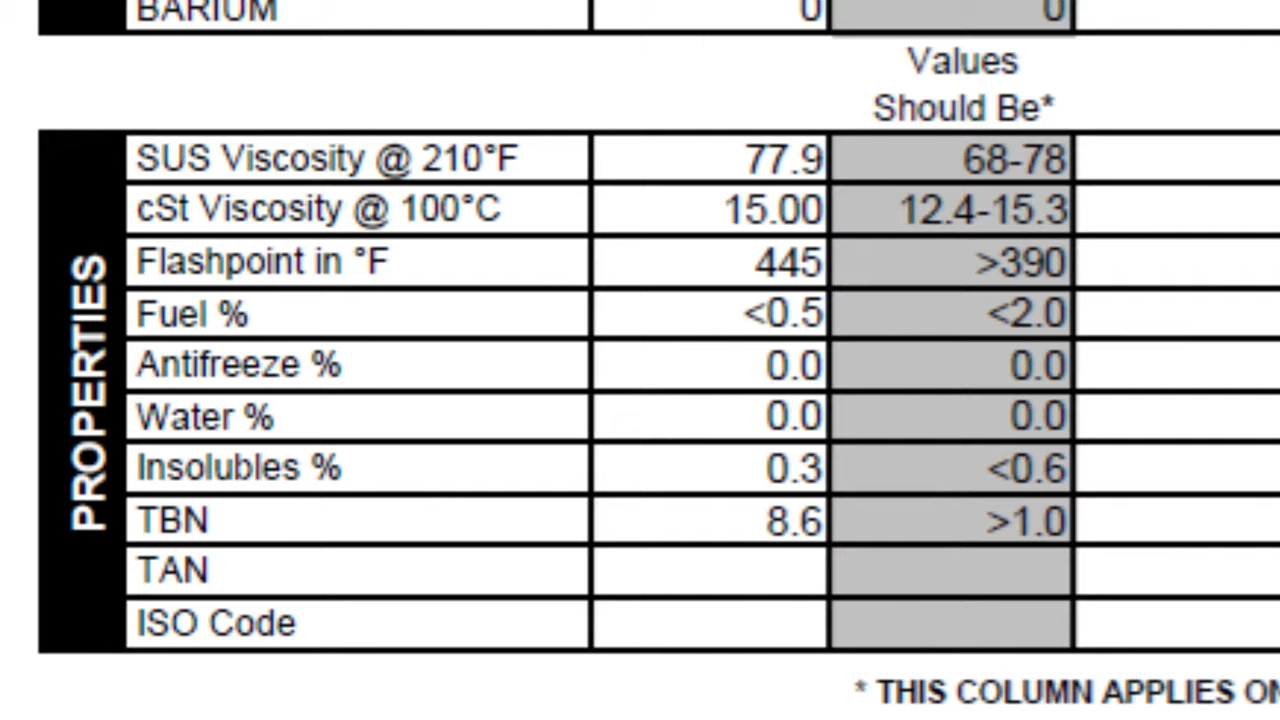 BARIUM 0 0
Values
Should Be*
PROPERTIES
SUS Viscosity @ 210°F 77.9 68-78
cSt Viscosity @ 100°C 15.00 12.4-15.3
Flashpoint in °F 445 >390
Fuel % <0.5 <2.0
Antifreeze % 0.0 0.0
Water % 0.0 0.0
Insolubles % 0.3 <0.6
TBN 8.6 >1.0
TAN
ISO Code
* THIS COLUMN APPLIES ON